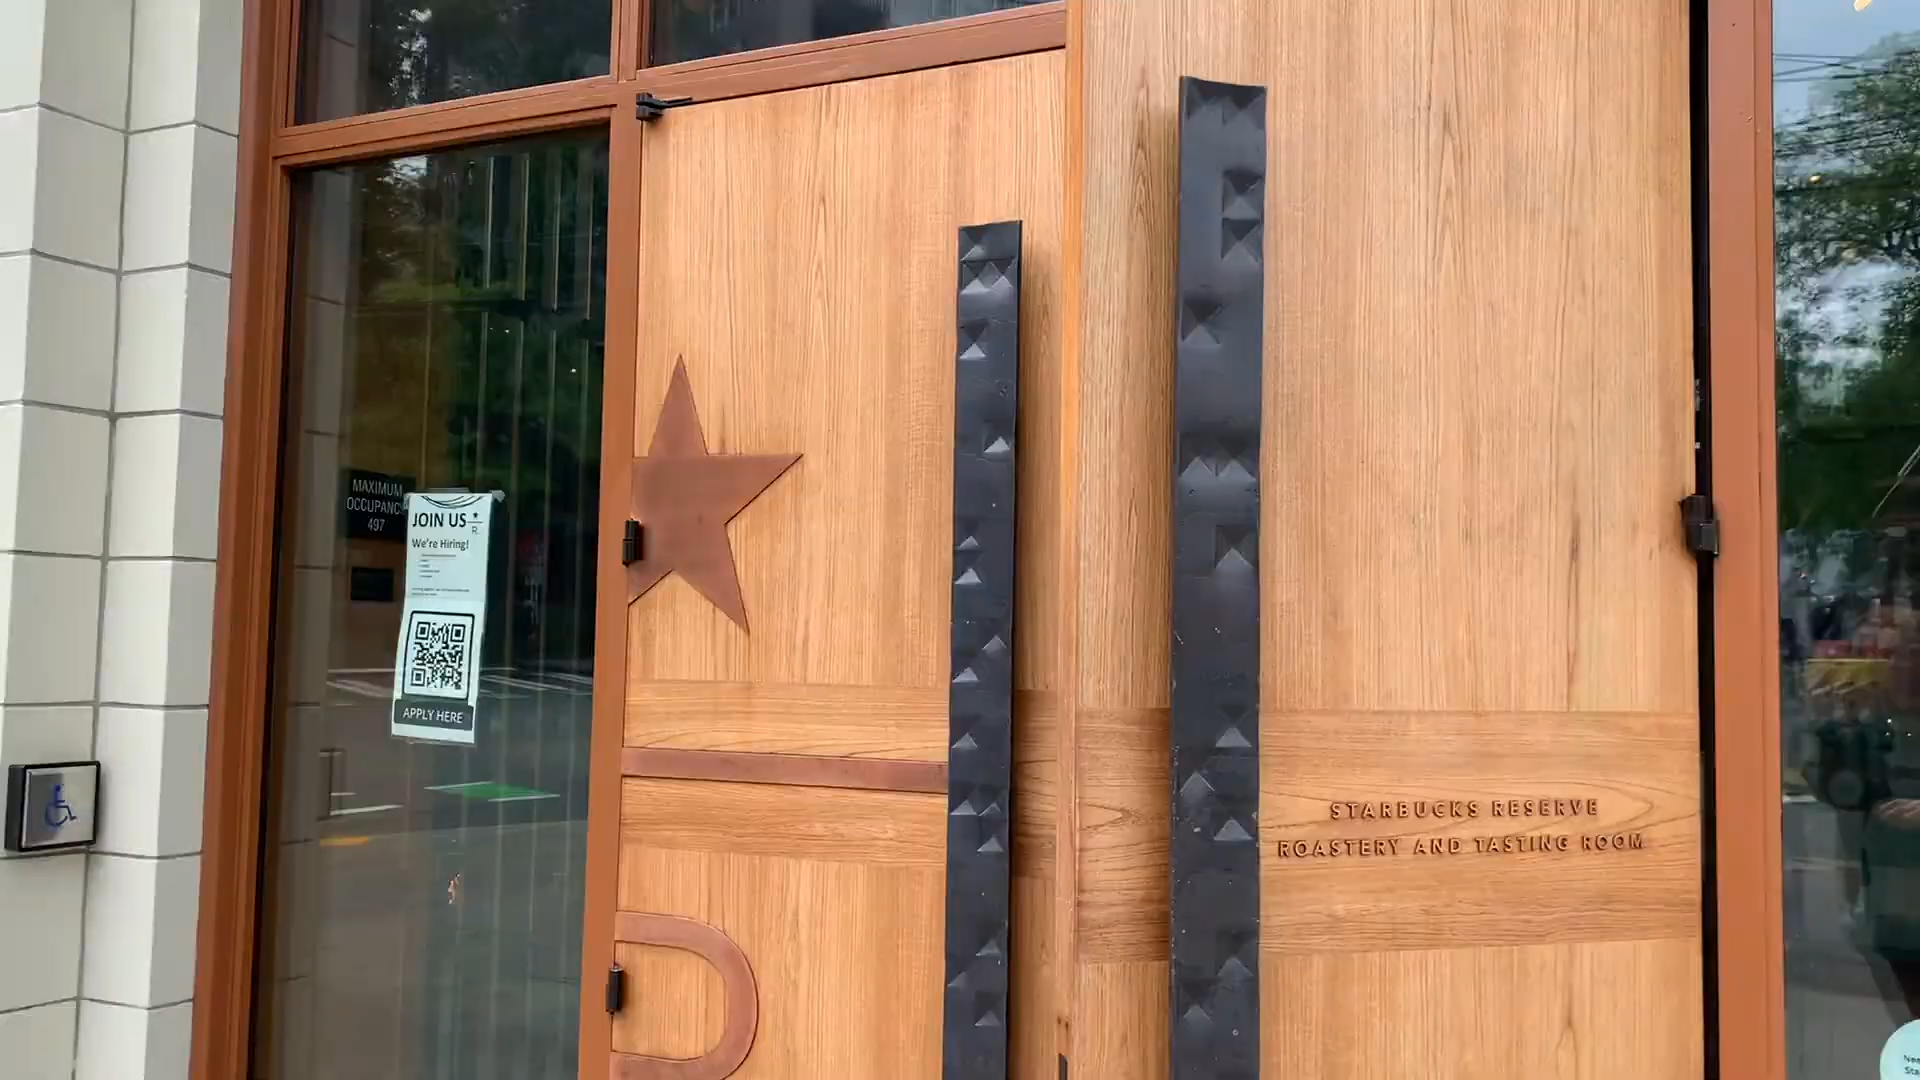 MAXIMUM
OCCUPANC
497
JOIN US
R
We're Hiring!
APPLY HERE
STARBUCKS RESERVE
ROASTERY AND TASTING ROOM